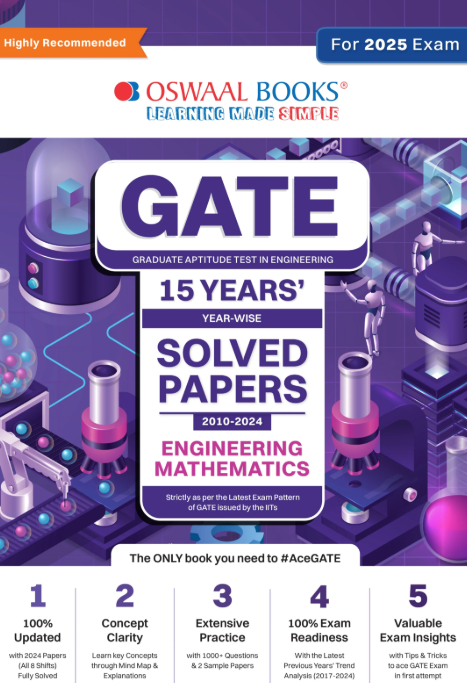 Highly Recommended
For 2025 Exam
OSWAAL BOOKS®
LEARNING MADE SIMPLE
GATE
GRADUATE APTITUDE TEST IN ENGINEERING
15 YEARS'
YEAR-WISE
SOLVED
PAPERS
2010-2024
ENGINEERING
MATHEMATICS
Strictly as per the Latest Exam Pattern
of GATE issued by the IITs
The ONLY book you need to #AceGATE
1
100%
Updated
with 2024 Papers
(All 8 Shifts)
Fully Solved
2
Concept
Clarity
Learn key Concepts
through Mind Map &
Explanations
3
Extensive
Practice
with 1000+ Questions
& 2 Sample Papers
4
100% Exam
Readiness
With the Latest
Previous Years' Trend
Analysis (2017-2024)
5
Valuable
Exam Insights
with Tips & Tricks
to ace GATE Exam
in first attempt